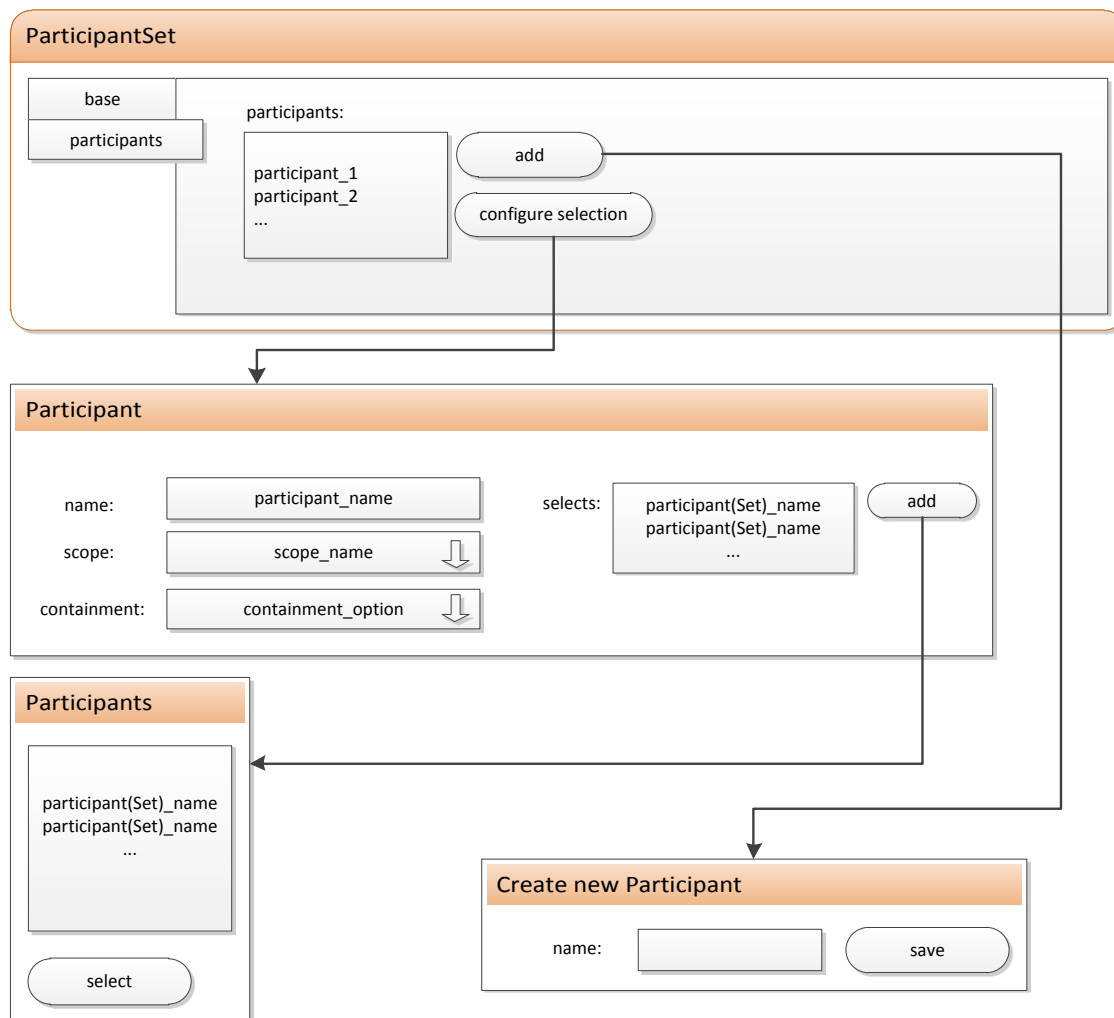 ParticipantSet
base
participants
participants:
participant_1
participant_2
...
add
configure selection
Participant
name:
participant_name
scope:
scope_name
containment:
containment_option
selects:
participant(Set)_name
participant(Set)_name
...
add
Participants
participant(Set)_name
participant(Set)_name
...
select
Create new Participant
name:
save